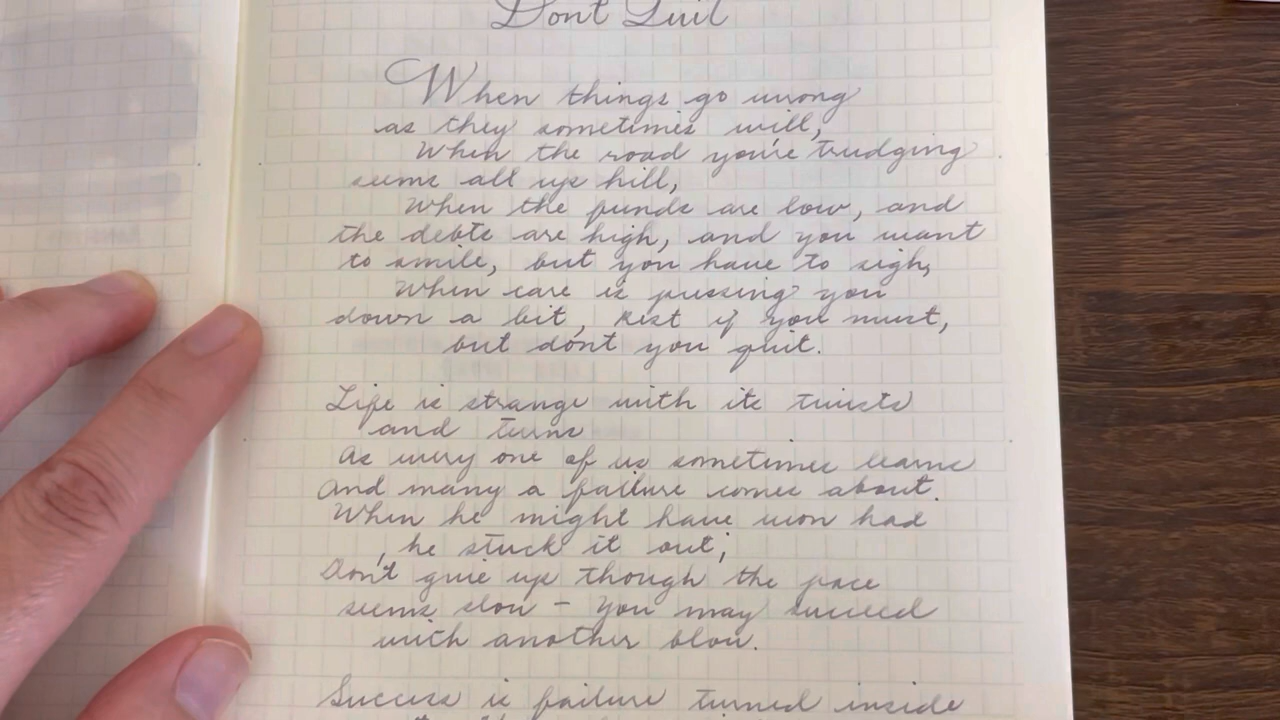 Don't Quit
When things go wrong
as they sometimes will,
When the road you're trudging
seems all up hill,
When the funds are low, and
the debts are high, and you want
to smile, but you have to sigh,
When care is pressing you
down a bit, Rest if you must,
but don't you quit.
Life is strange with its twists
and turns
As every one of us sometimes learns
And many a failure comes about.
When he might have won had
he stuck it out;
Don't give up though the pace
seems slow - You may succeed
with another blow.
Success is failure turned inside